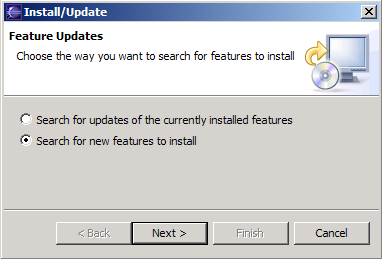 Install/Update
Feature Updates
Choose the way you want to search for features to install
Search for updates of the currently installed features
Search for new features to install
< Back
Next >
Finish
Cancel